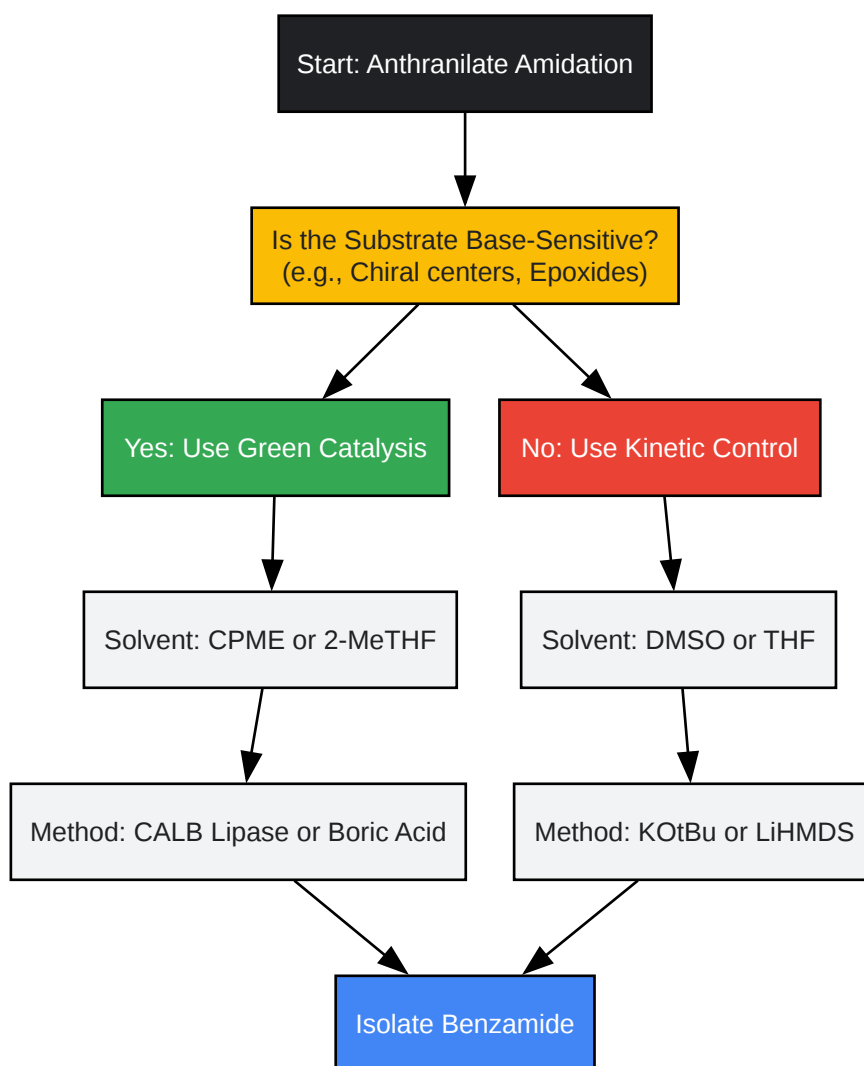 Start: Anthranilate Amidation
Is the Substrate Base-Sensitive?
(e.g., Chiral centers, Epoxides)
Yes: Use Green Catalysis
No: Use Kinetic Control
Solvent: CPME or 2-MeTHF
Solvent: DMSO or THF
Method: CALB Lipase or Boric Acid
Method: KOtBu or LiHMDS
Isolate Benzamide